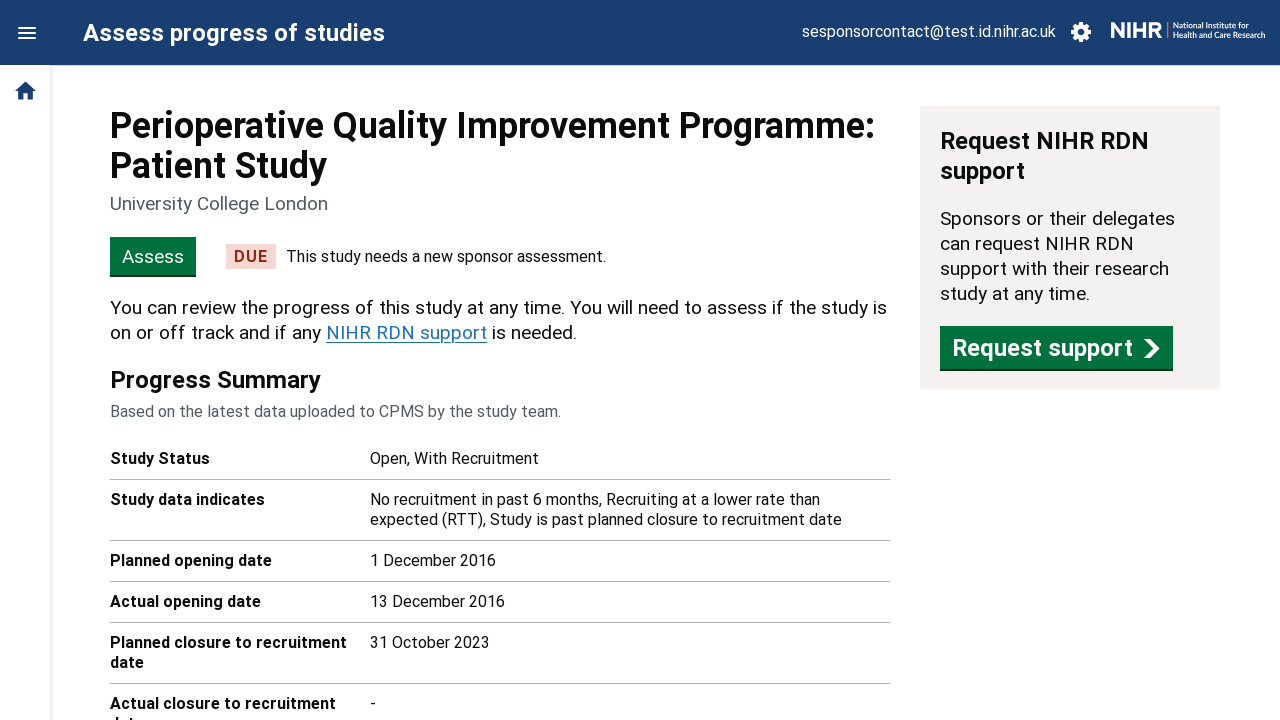 Assess progress of studies
sesponsorcontact@test.id.nihr.ac.uk
NIHR | National Institute for
Health and Care Research
Perioperative Quality Improvement Programme:
Patient Study
University College London
Assess
DUE
This study needs a new sponsor assessment.
You can review the progress of this study at any time. You will need to assess if the study is
on or off track and if any NIHR RDN support is needed.
Progress Summary
Based on the latest data uploaded to CPMS by the study team.
Study Status
Open, With Recruitment
Study data indicates
No recruitment in past 6 months, Recruiting at a lower rate than
expected (RTT), Study is past planned closure to recruitment date
Planned opening date
1 December 2016
Actual opening date
13 December 2016
Planned closure to recruitment
date
31 October 2023
Actual closure to recruitment
-
Request NIHR RDN
support
Sponsors or their delegates
can request NIHR RDN
support with their research
study at any time.
Request support